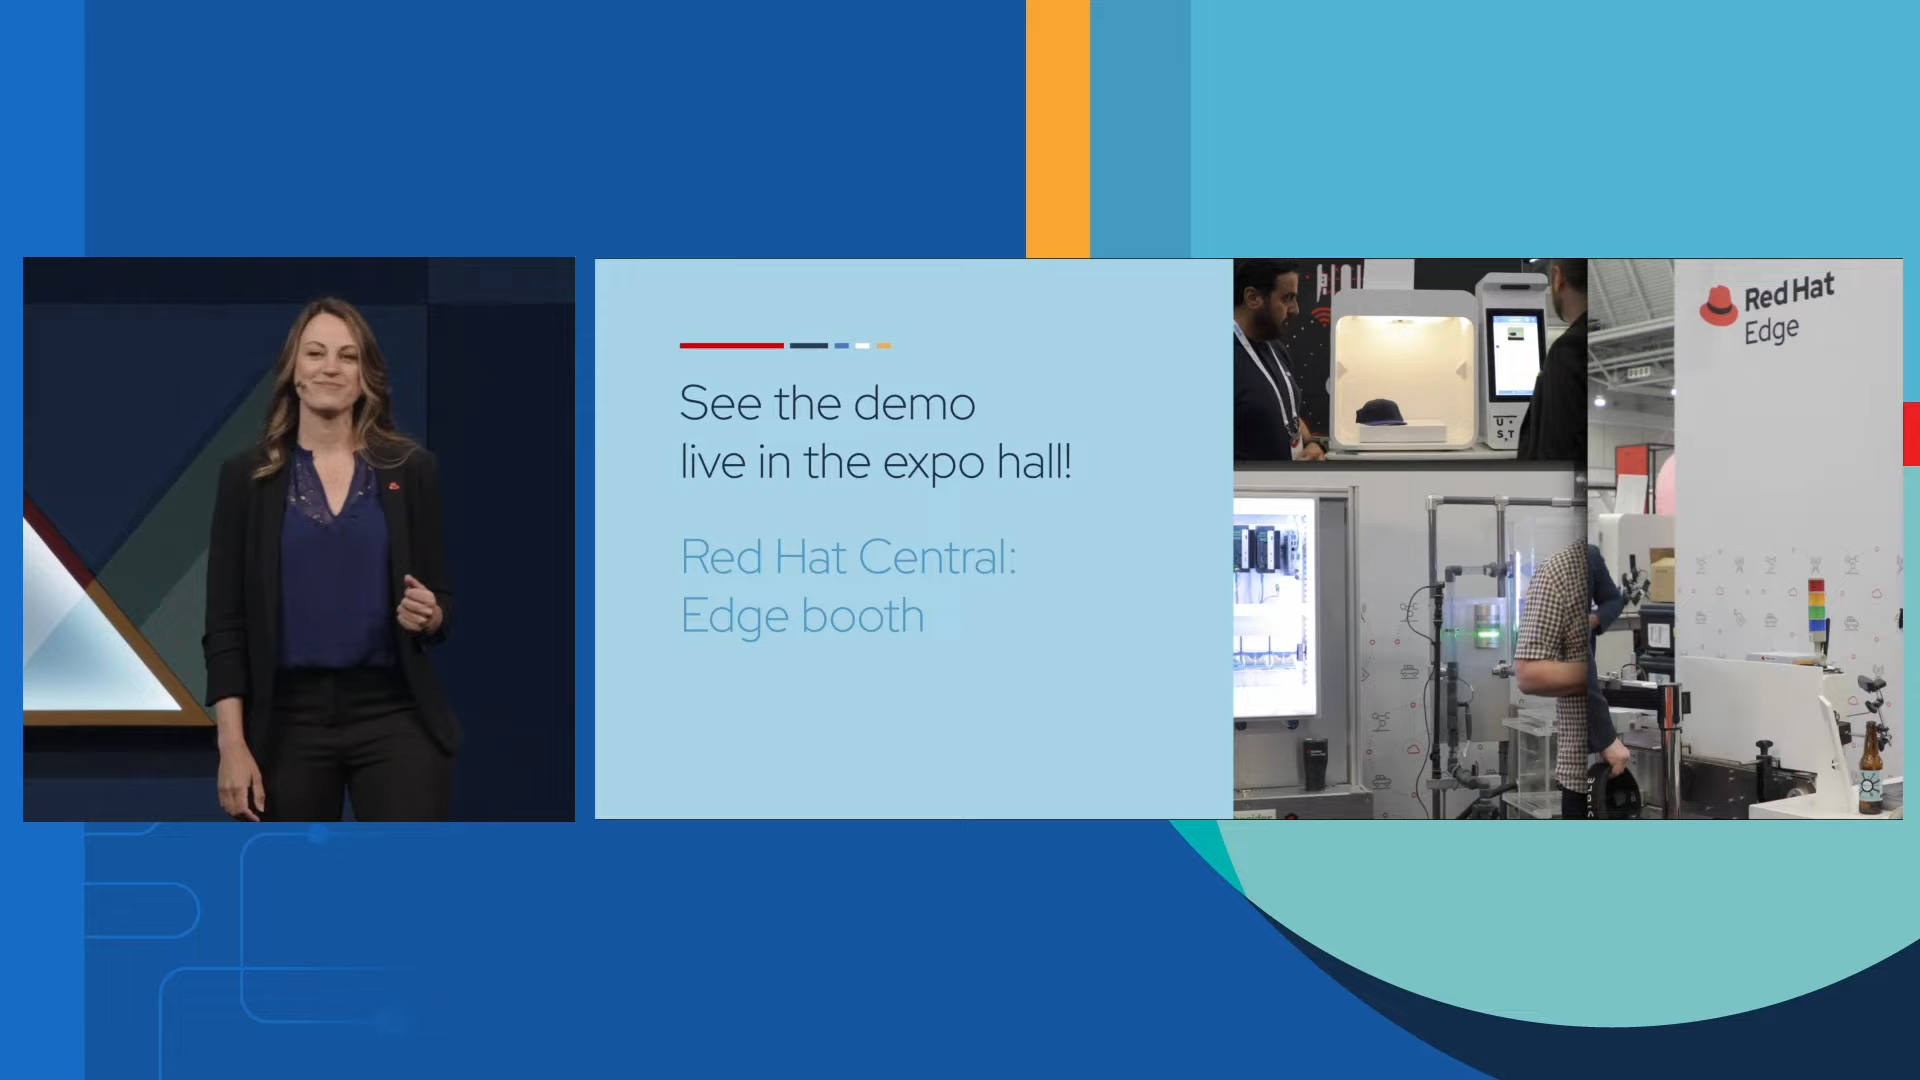 See the demo
live in the expo hall!
Red Hat Central:
Edge booth
Red Hat
Edge
U·
S,T